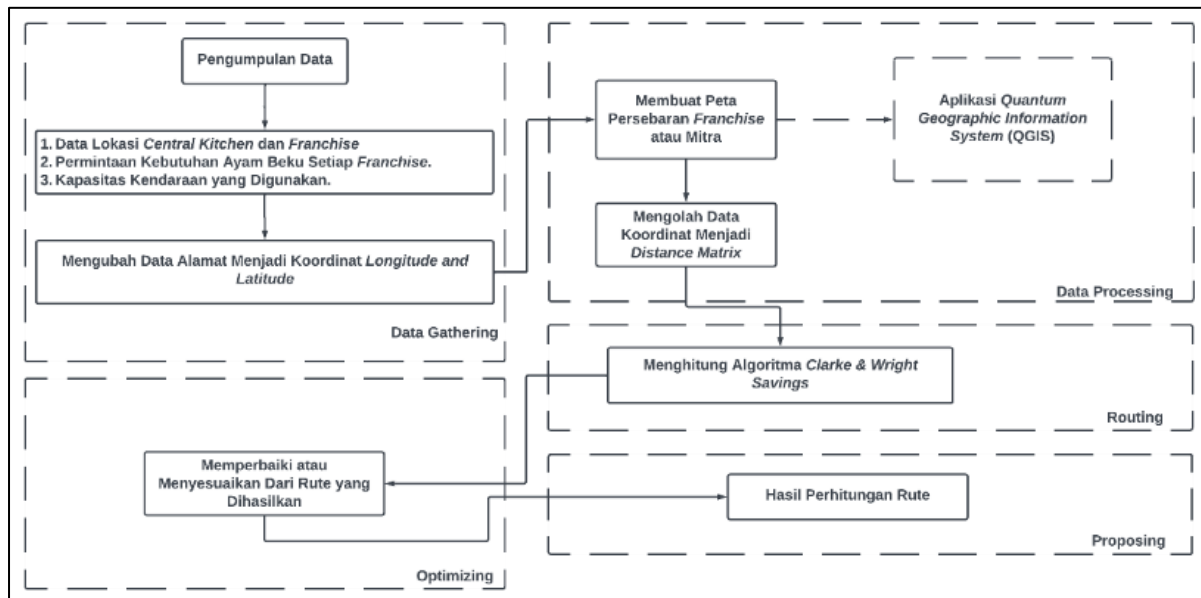 Pengumpulan Data
1. Data Lokasi Central Kitchen dan Franchise
2. Permintaan Kebutuhan Ayam Beku Setiap Franchise.
3. Kapasitas Kendaraan yang Digunakan.
Mengubah Data Alamat Menjadi Koordinat Longitude and
Latitude
Data Gathering
Membuat Peta
Persebaran Franchise
atau Mitra
Aplikasi Quantum
Geographic Information
System (QGIS)
Mengolah Data
Koordinat Menjadi
Distance Matrix
Data Processing
Menghitung Algoritma Clarke & Wright
Savings
Routing
Memperbaiki atau
Menyesuaikan Dari Rute yang
Dihasilkan
Optimizing
Hasil Perhitungan Rute
Proposing